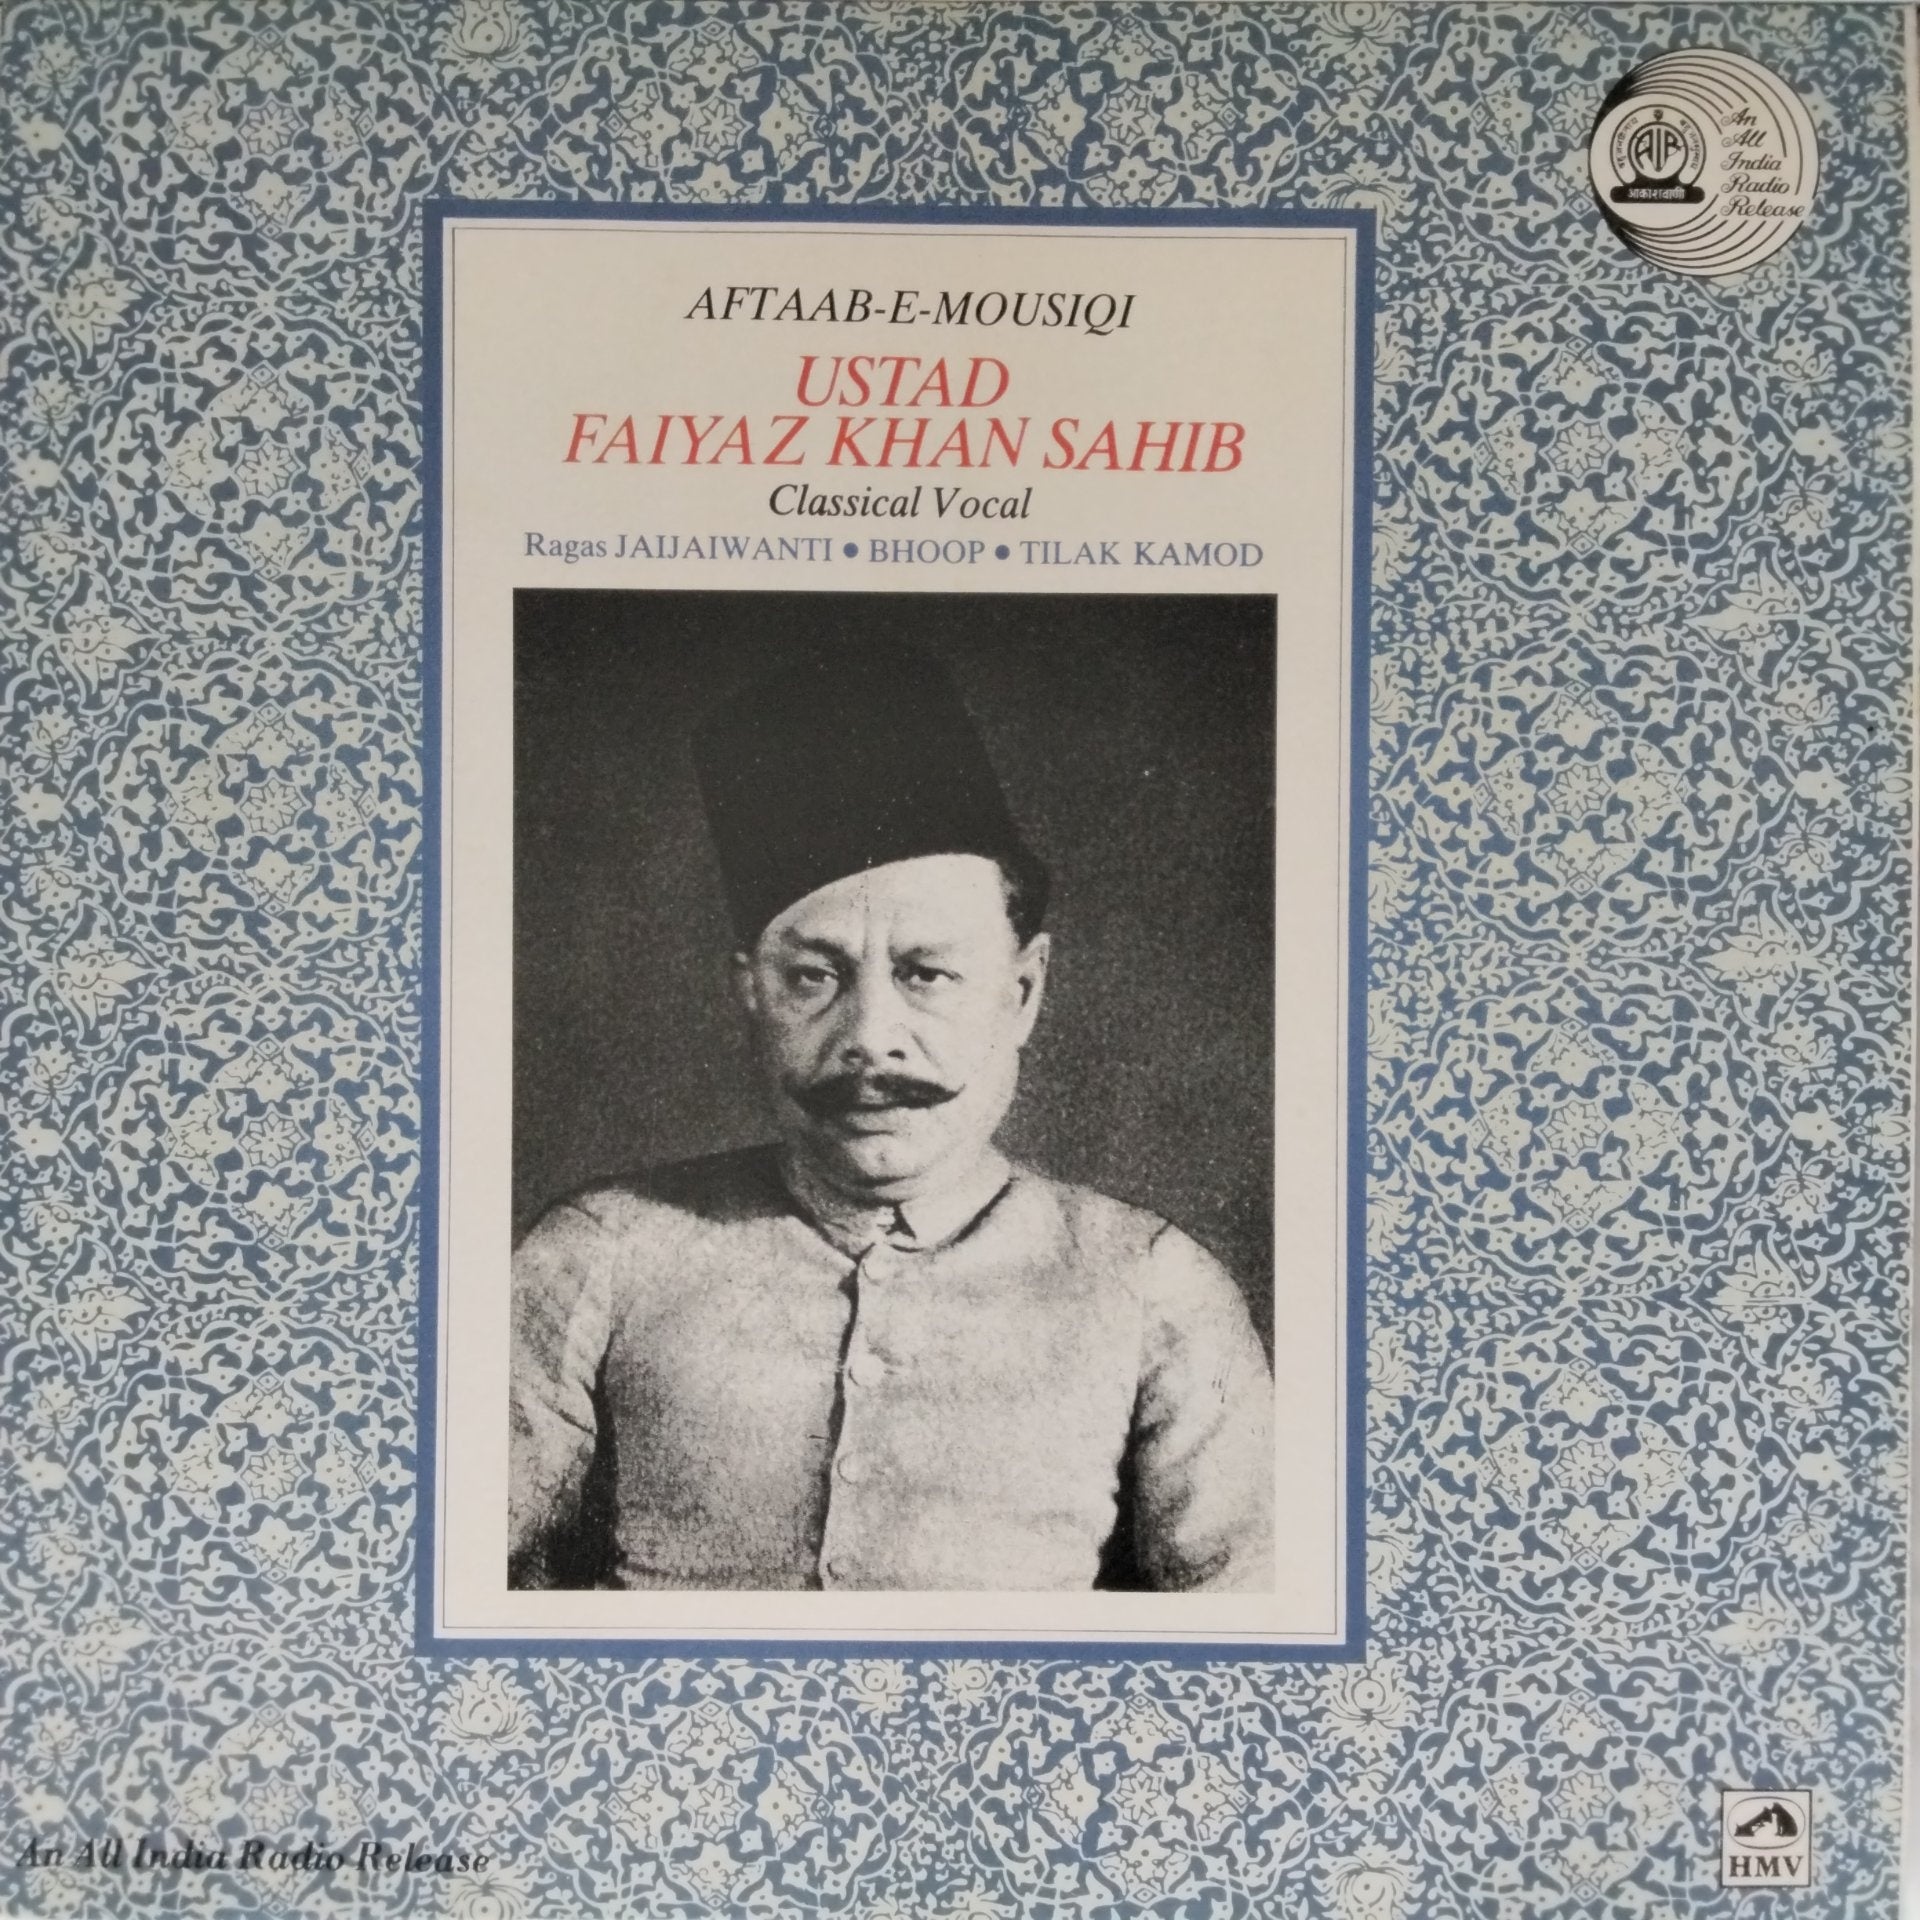 An
All
India
Radio
Release
AIR
आकाशवाणी
AFTAAB-E-MOUSIQI
USTAD
FAIYAZ KHAN SAHIB
Classical Vocal
Ragas JAIJAIWANTI • BHOOP • TILAK KAMOD
An All India Radio Release
HMV